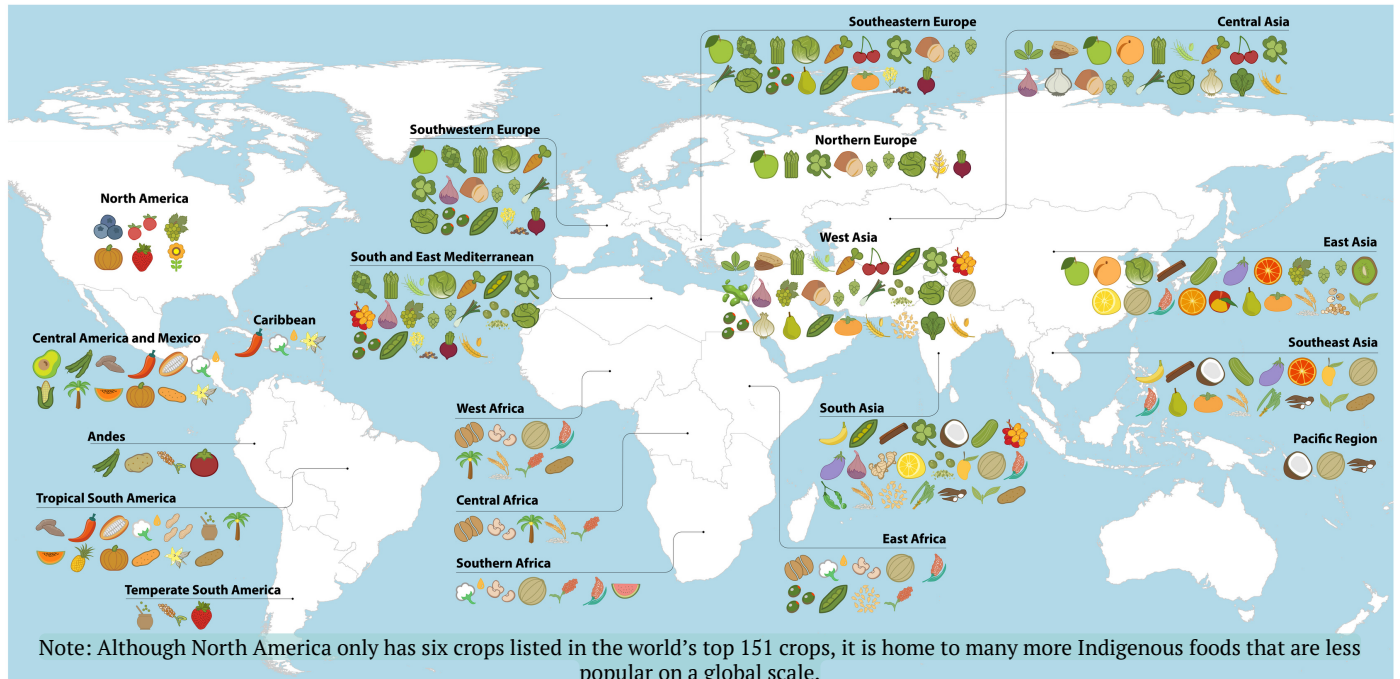 Southeastern Europe
Central Asia
Southwestern Europe
Northern Europe
North America
West Asia
East Asia
South and East Mediterranean
Caribbean
Central America and Mexico
Southeast Asia
West Africa
South Asia
Andes
Pacific Region
Tropical South America
Central Africa
East Africa
Southern Africa
Temperate South America
Note: Although North America only has six crops listed in the world's top 151 crops, it is home to many more Indigenous foods that are less
popular on a global scale.